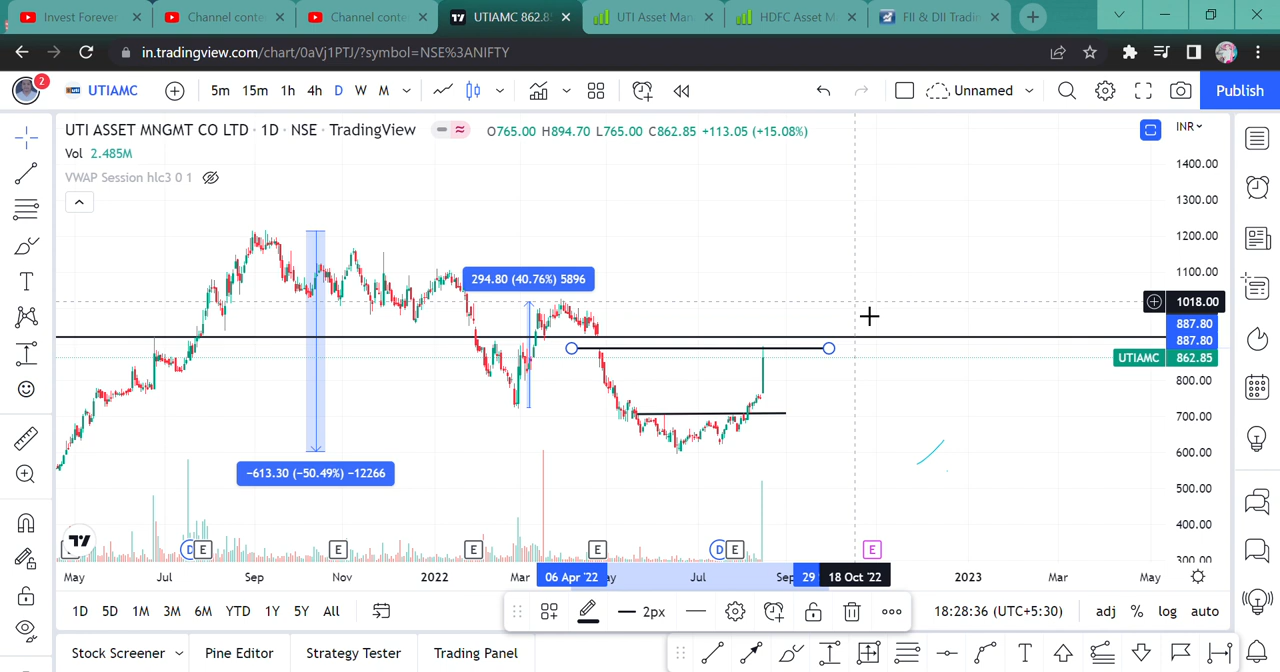 Invest Forever
Channel conte
Channel conte
UTIAMC 862.8
UTI Asset Man
HDFC Asset M
FII & DII Tradin
in.tradingview.com/chart/0aVj1PTJ/?symbol=NSE%3ANIFTY
2
UTIAMC
5m 15m 1h 4h D W M
Unnamed
Publish
UTI ASSET MNGMT CO LTD · 1D · NSE · TradingView
O765.00 H894.70 L765.00 C862.85 +113.05 (+15.08%)
INR
Vol 2.485M
VWAP Session hlc3 0 1
1400.00
1300.00
1200.00
1100.00
294.80 (40.76%) 5896
1018.00
887.80
887.80
UTIAMC 862.85
800.00
700.00
600.00
−613.30 (−50.49%) −12266
500.00
400.00
300.00
D E E E E D E E
May Jul Sep Nov 2022 Mar 06 Apr '22 Jul Sep 29 18 Oct '22 2023 Mar May
1D 5D 1M 3M 6M YTD 1Y 5Y All
2px
18:28:36 (UTC+5:30) adj % log auto
Stock Screener Pine Editor Strategy Tester Trading Panel